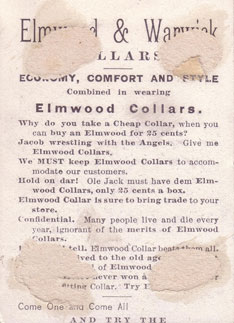 Elmwood & Warwick
COLLARS
ECONOMY, COMFORT AND STYLE
Combined in wearing
Elmwood Collars.
Why do you take a Cheap Collar, when you
can buy an Elmwood for 25 cents?
Jacob wrestling with the Angels. Give me
Elmwood Collars,
We MUST keep Elmwood Collars to accom-
modate our customers.
Hold on dar! Ole Jack must have dem Elm-
wood Collars, only 25 cents a box.
Elmwood Collar is sure to bring trade to your
store.
Confidential. Many people live and die every
year, ignorant of the merits of Elmwood
Collars.
tell. Elmwood Collar beats them all.
lived to the old age
of Elmwood
never won a
fitting Collar. Try
Come One and Come All
AND TRY THE